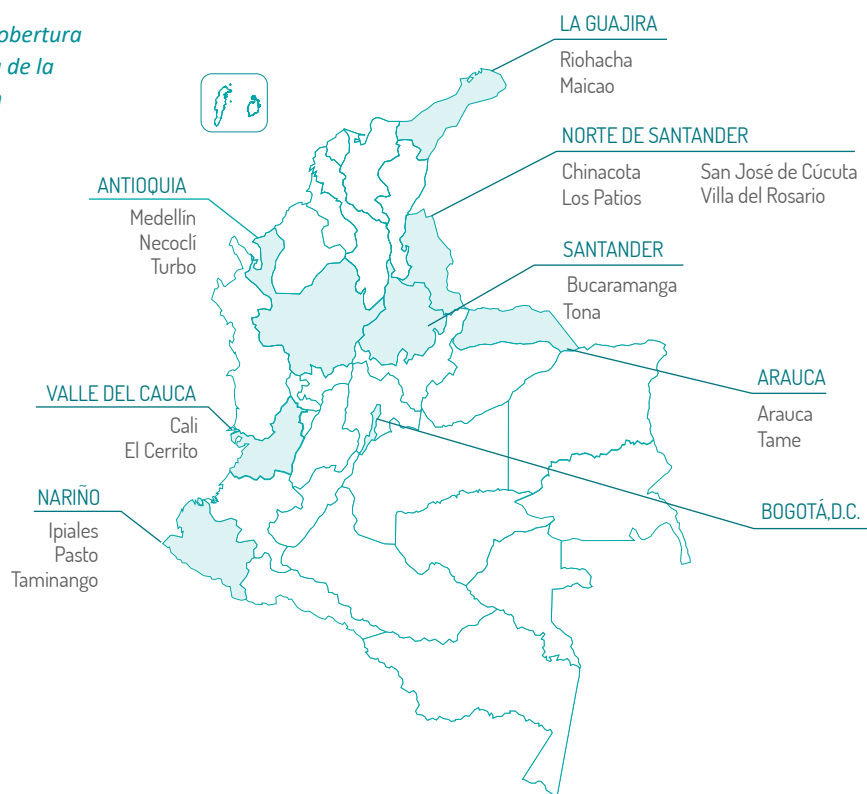 obertura
de la
LA GUAJIRA
Riohacha
Maicao
NORTE DE SANTANDER
Chinacota San José de Cúcuta
Los Patios Villa del Rosario
ANTIOQUIA
Medellín
Necoclí
Turbo
SANTANDER
Bucaramanga
Tona
ARAUCA
Arauca
Tame
VALLE DEL CAUCA
Cali
El Cerrito
BOGOTÁ,D.C.
NARIÑO
Ipiales
Pasto
Taminango